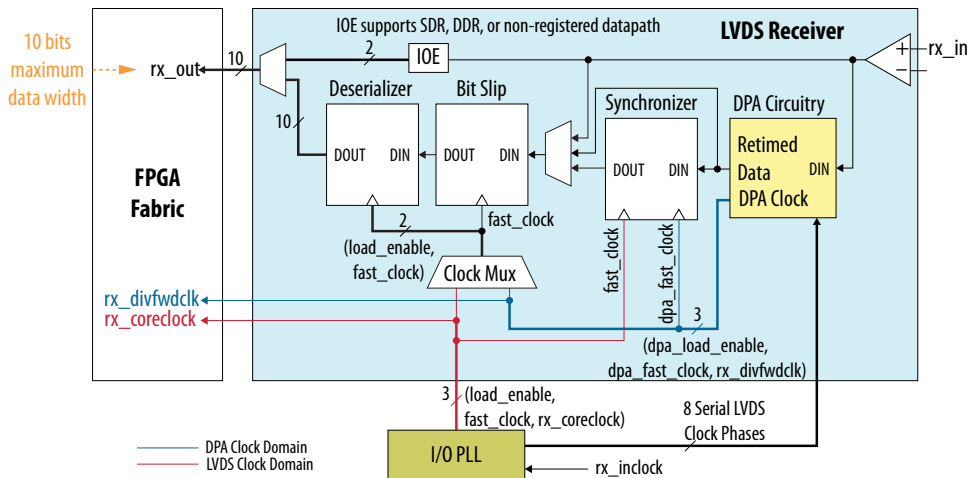 IOE supports SDR, DDR, or non-registered datapath
LVDS Receiver
10 bits
maximum
data width
rx_out
10
2
IOE
+
−
rx_in
Deserializer
Bit Slip
Synchronizer
DPA Circuitry
10
DOUT
DIN
DOUT
DIN
DOUT
DIN
Retimed
Data
DIN
DPA Clock
FPGA
Fabric
2
(load_enable,
fast_clock)
fast_clock
Clock Mux
fast_clock
dpa_fast_clock
rx_divfwdclk
rx_coreclock
3
(dpa_load_enable,
dpa_fast_clock, rx_divfwdclk)
3
(load_enable,
fast_clock, rx_coreclock)
8 Serial LVDS
Clock Phases
I/O PLL
rx_inclock
DPA Clock Domain
LVDS Clock Domain